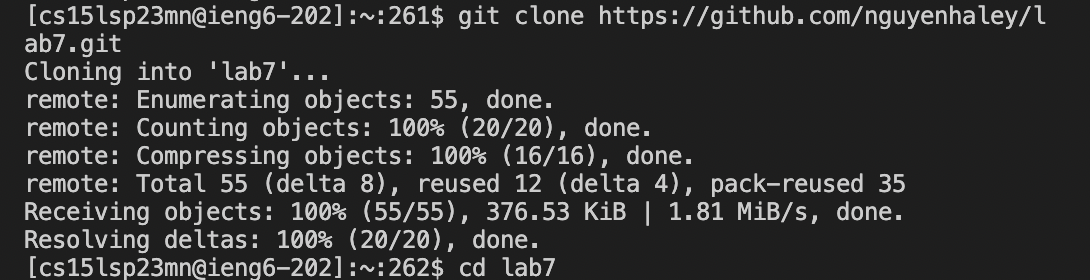 [cs15lsp23mn@ieng6-202]:~:261$ git clone https://github.com/nguyenhaley/l
ab7.git
Cloning into 'lab7'...
remote: Enumerating objects: 55, done.
remote: Counting objects: 100% (20/20), done.
remote: Compressing objects: 100% (16/16), done.
remote: Total 55 (delta 8), reused 12 (delta 4), pack-reused 35
Receiving objects: 100% (55/55), 376.53 KiB | 1.81 MiB/s, done.
Resolving deltas: 100% (20/20), done.
[cs15lsp23mn@ieng6-202]:~:262$ cd lab7